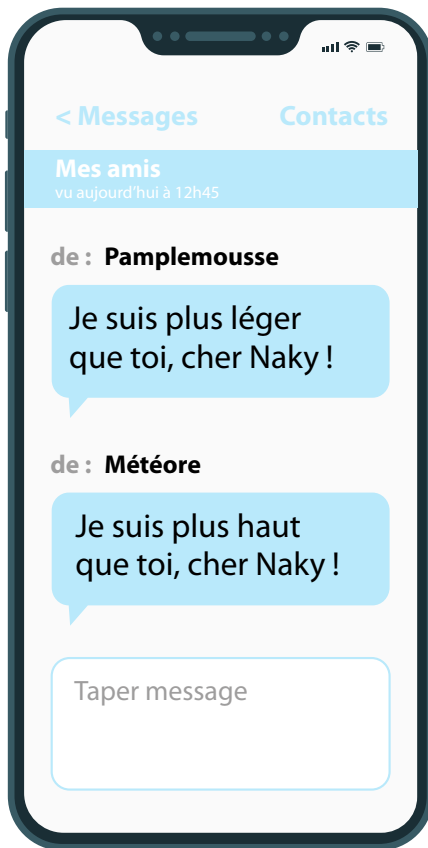 < Messages Contacts
Mes amis
vu aujourd'hui à 12h45
de : Pamplemousse
Je suis plus léger
que toi, cher Naky !
de : Météore
Je suis plus haut
que toi, cher Naky !
Taper message